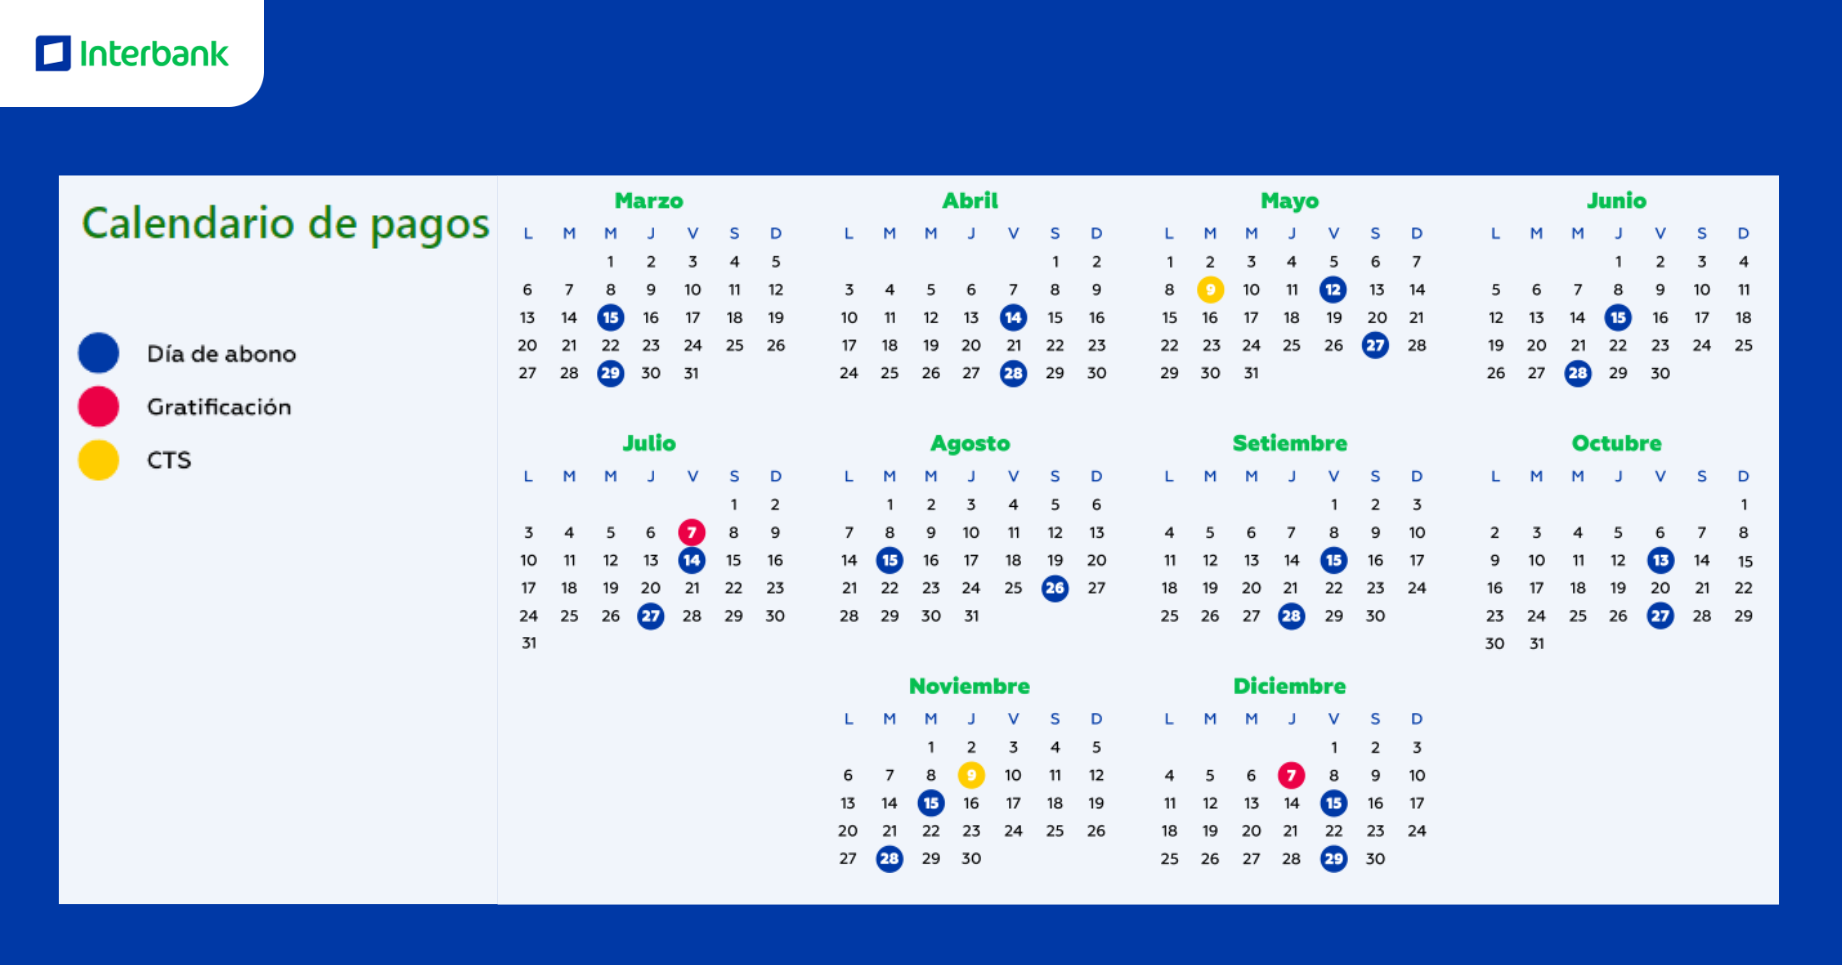 Interbank
Calendario de pagos
Día de abono
Gratificación
CTS
Marzo
L M M J V S D
1 2 3 4 5
6 7 8 9 10 11 12
13 14 15 16 17 18 19
20 21 22 23 24 25 26
27 28 29 30 31
Abril
L M M J V S D
1 2
3 4 5 6 7 8 9
10 11 12 13 14 15 16
17 18 19 20 21 22 23
24 25 26 27 28 29 30
Mayo
L M M J V S D
1 2 3 4 5 6 7
8 9 10 11 12 13 14
15 16 17 18 19 20 21
22 23 24 25 26 27 28
29 30 31
Junio
L M M J V S D
1 2 3 4
5 6 7 8 9 10 11
12 13 14 15 16 17 18
19 20 21 22 23 24 25
26 27 28 29 30
Julio
L M M J V S D
1 2
3 4 5 6 7 8 9
10 11 12 13 14 15 16
17 18 19 20 21 22 23
24 25 26 27 28 29 30
31
Agosto
L M M J V S D
1 2 3 4 5 6
7 8 9 10 11 12 13
14 15 16 17 18 19 20
21 22 23 24 25 26 27
28 29 30 31
Setiembre
L M M J V S D
1 2 3
4 5 6 7 8 9 10
11 12 13 14 15 16 17
18 19 20 21 22 23 24
25 26 27 28 29 30
Octubre
L M M J V S D
1
2 3 4 5 6 7 8
9 10 11 12 13 14 15
16 17 18 19 20 21 22
23 24 25 26 27 28 29
30 31
Noviembre
L M M J V S D
1 2 3 4 5
6 7 8 9 10 11 12
13 14 15 16 17 18 19
20 21 22 23 24 25 26
27 28 29 30
Diciembre
L M M J V S D
1 2 3
4 5 6 7 8 9 10
11 12 13 14 15 16 17
18 19 20 21 22 23 24
25 26 27 28 29 30